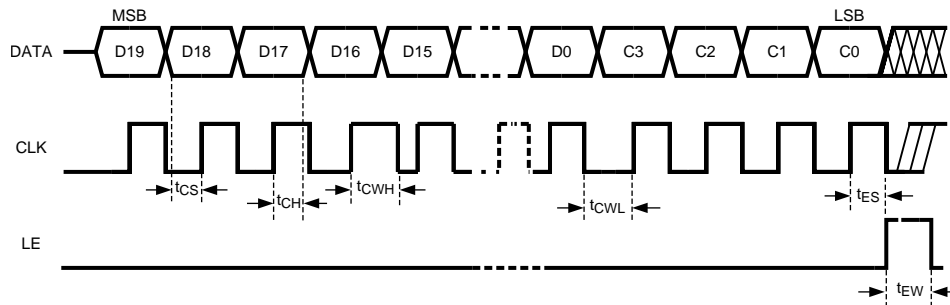 MSB LSB
DATA D19 D18 D17 D16 D15 D0 C3 C2 C1 C0
CLK
tCS tCH tCWH tCWL tES
LE
tEW